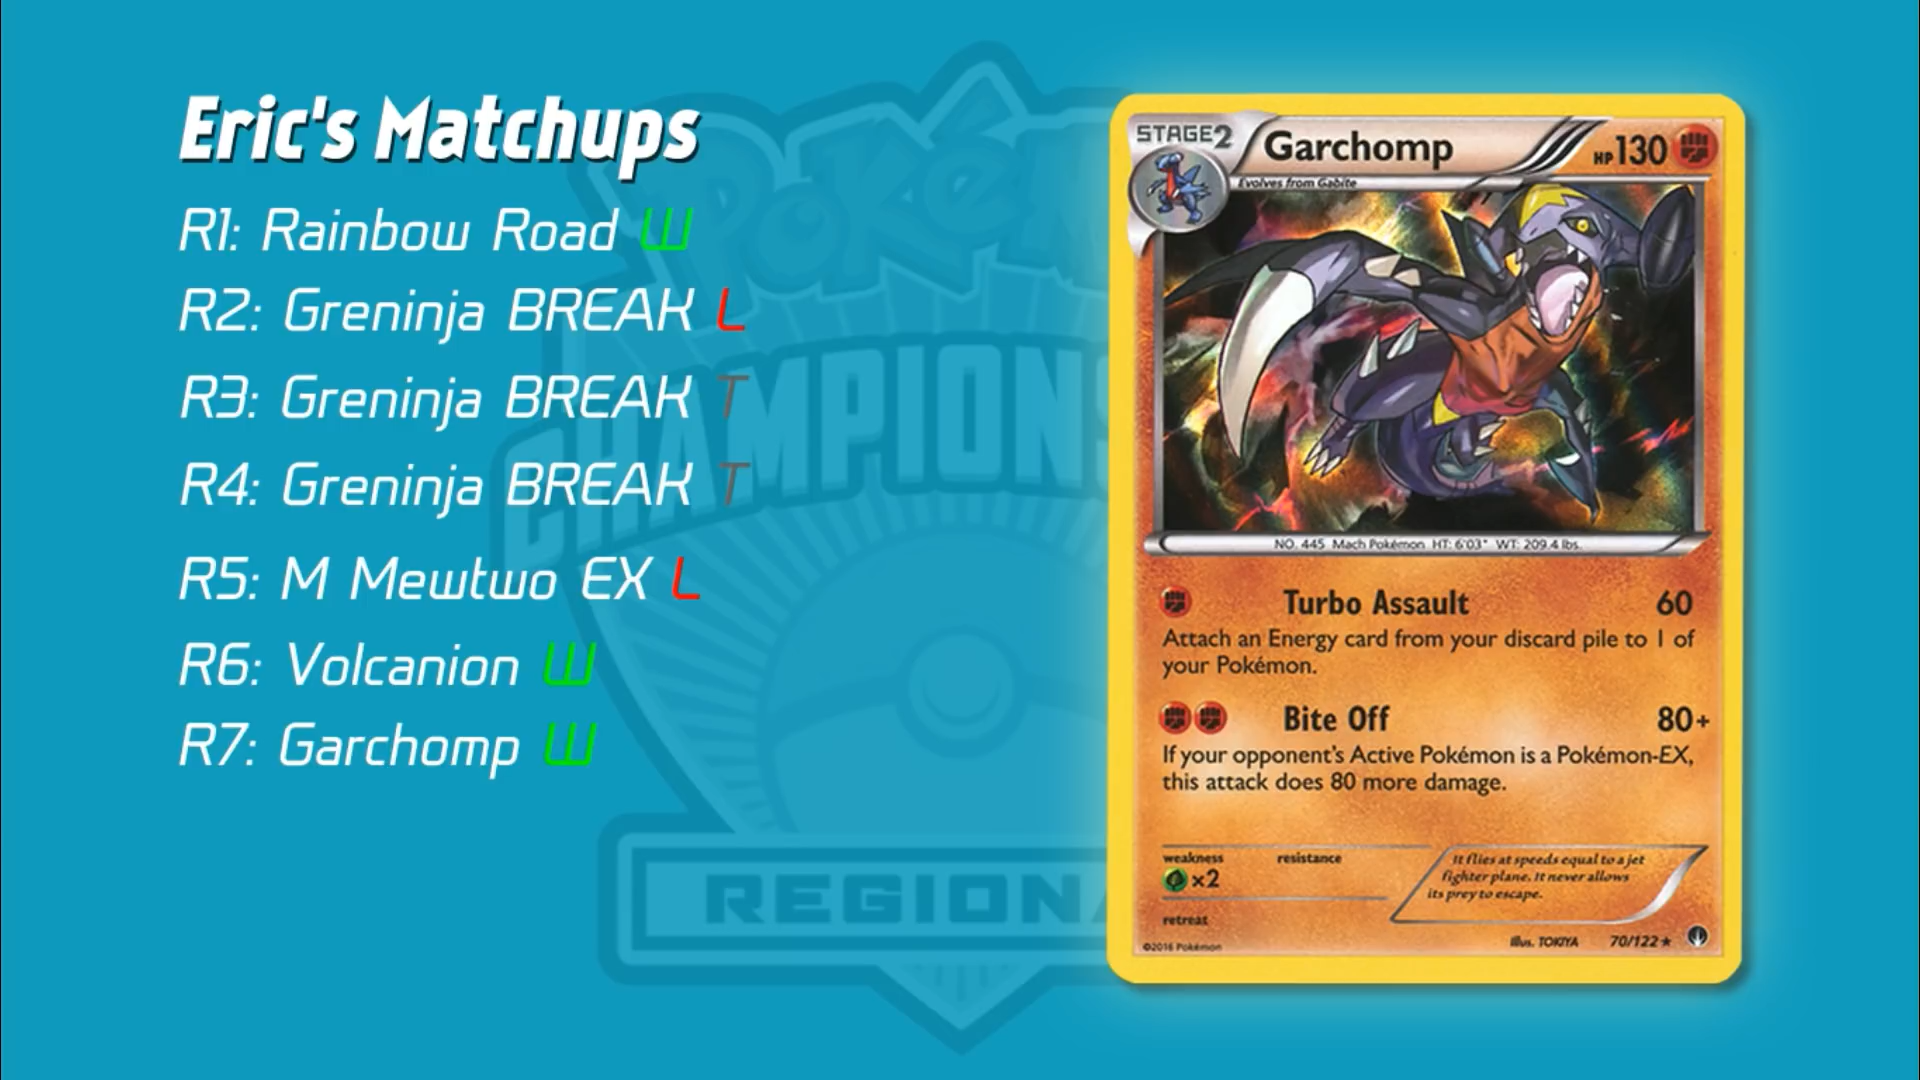 Eric's Matchups
R1: Rainbow Road W
R2: Greninja BREAK L
R3: Greninja BREAK T
R4: Greninja BREAK T
R5: M Mewtwo EX L
R6: Volcanion W
R7: Garchomp W
Pokém
CHAMPIONS
REGIONA
STAGE2 Garchomp HP130
Evolves from Gabite
NO. 445 Mach Pokémon HT: 6'03" WT: 209.4 lbs.
Turbo Assault 60
Attach an Energy card from your discard pile to 1 of
your Pokémon.
Bite Off 80+
If your opponent's Active Pokémon is a Pokémon-EX,
this attack does 80 more damage.
weakness resistance
×2
retreat
It flies at speeds equal to a jet
fighter plane. It never allows
its prey to escape.
©2016 Pokémon Illus. TOKIYA 70/122★